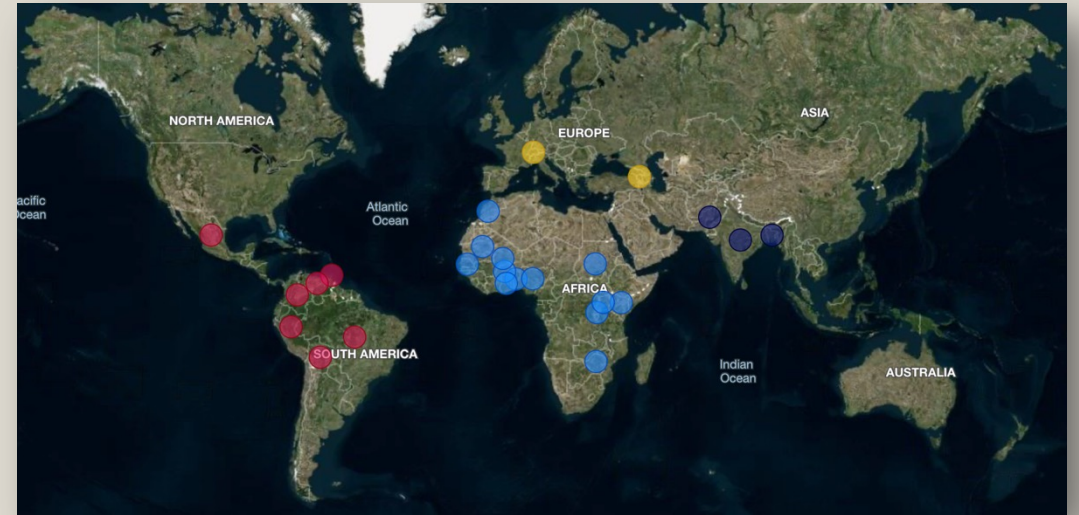 NORTH AMERICA
EUROPE
ASIA
acific
Ocean
Atlantic
Ocean
AFRICA
SOUTH AMERICA
Indian
Ocean
AUSTRALIA